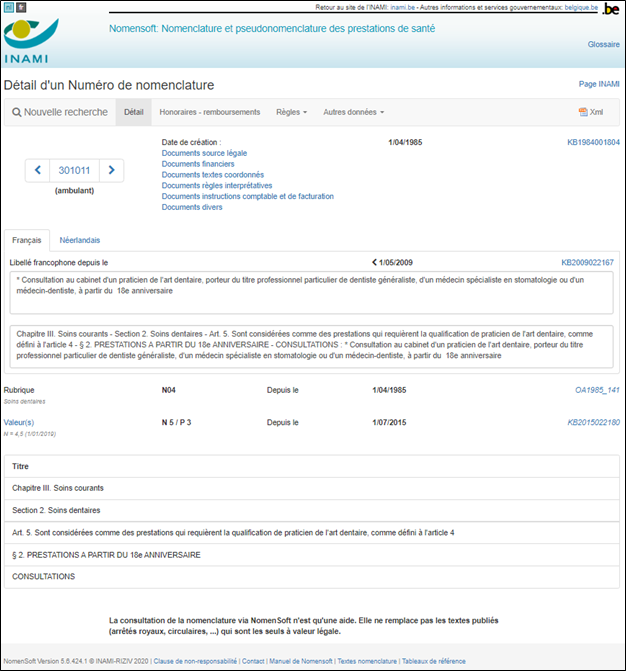 nl fr
Retour au site de l'INAMI: inami.be - Autres informations et services gouvernementaux: belgique.be
.be
INAMI
Nomensoft: Nomenclature et pseudonomenclature des prestations de santé
Glossaire
Détail d'un Numéro de nomenclature
Page INAMI
Nouvelle recherche Détail Honoraires - remboursements Règles Autres données Xml
Date de création : 1/04/1985 KB1984001804
Documents source légale
Documents financiers
Documents textes coordonnés
Documents règles interprétatives
Documents instructions comptable et de facturation
Documents divers
301011
(ambulant)
Français Néerlandais
Libellé francophone depuis le 1/05/2009 KB2009022167
* Consultation au cabinet d'un praticien de l'art dentaire, porteur du titre professionnel particulier de dentiste généraliste, d'un médecin spécialiste en stomatologie ou d'un
médecin-dentiste, à partir du 18e anniversaire
Chapitre III. Soins courants - Section 2. Soins dentaires - Art. 5. Sont considérées comme des prestations qui requièrent la qualification de praticien de l'art dentaire, comme
défini à l'article 4 - § 2. PRESTATIONS A PARTIR DU 18e ANNIVERSAIRE - CONSULTATIONS : * Consultation au cabinet d'un praticien de l'art dentaire, porteur du titre
professionnel particulier de dentiste généraliste, d'un médecin spécialiste en stomatologie ou d'un médecin-dentiste, à partir du 18e anniversaire
Rubrique N04 Depuis le 1/04/1985 OA1985_141
Soins dentaires
Valeur(s) N 5 / P 3 Depuis le 1/07/2015 KB2015022180
N = 4,5 (1/01/2019)
Titre
Chapitre III. Soins courants
Section 2. Soins dentaires
Art. 5. Sont considérées comme des prestations qui requièrent la qualification de praticien de l'art dentaire, comme défini à l'article 4
§ 2. PRESTATIONS A PARTIR DU 18e ANNIVERSAIRE
CONSULTATIONS
La consultation de la nomenclature via NomenSoft n'est qu'une aide. Elle ne remplace pas les textes publiés
(arrêtés royaux, circulaires, ...) qui sont les seuls à valeur légale.
NomenSoft Version 5.6.424.1 © INAMI-RIZIV 2020 | Clause de non-responsabilité | Contact | Manuel de Nomensoft | Textes nomenclature | Tableaux de référence